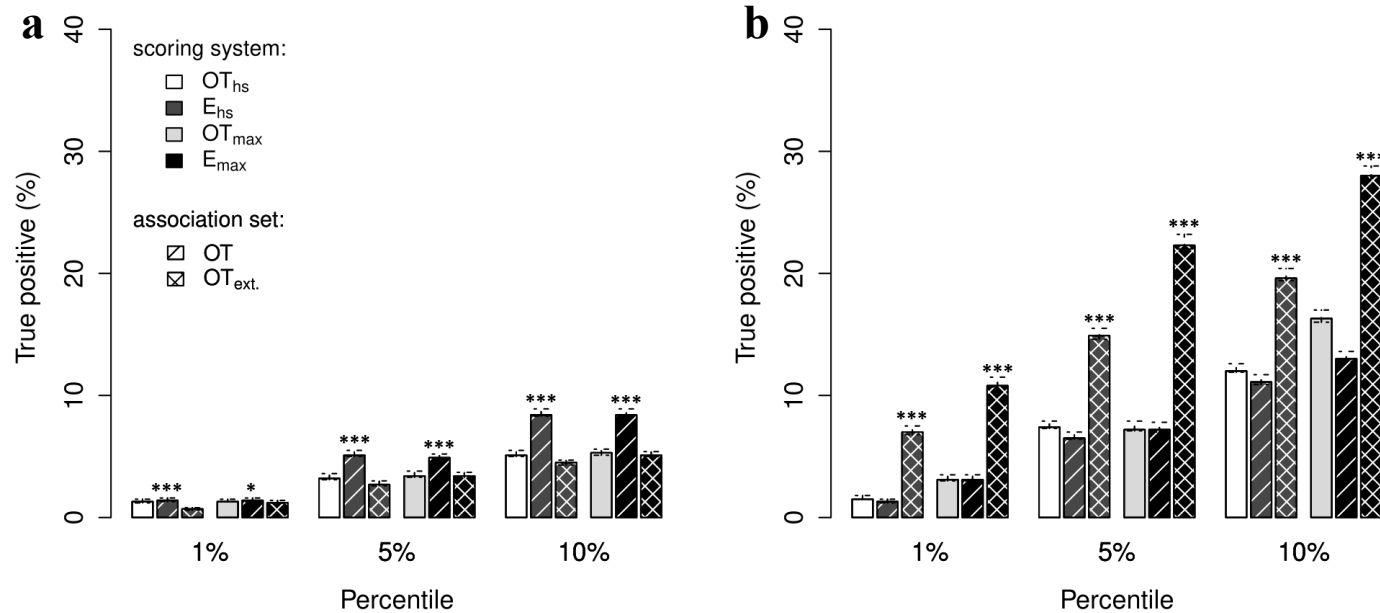 a
40
30
20
10
0
True positive (%)
scoring system:
OThs
Ehs
OTmax
Emax
association set:
OT
OText.
***
*
***
***
***
***
1%
5%
10%
Percentile
b
40
30
20
10
0
True positive (%)
***
***
***
***
***
***
1%
5%
10%
Percentile